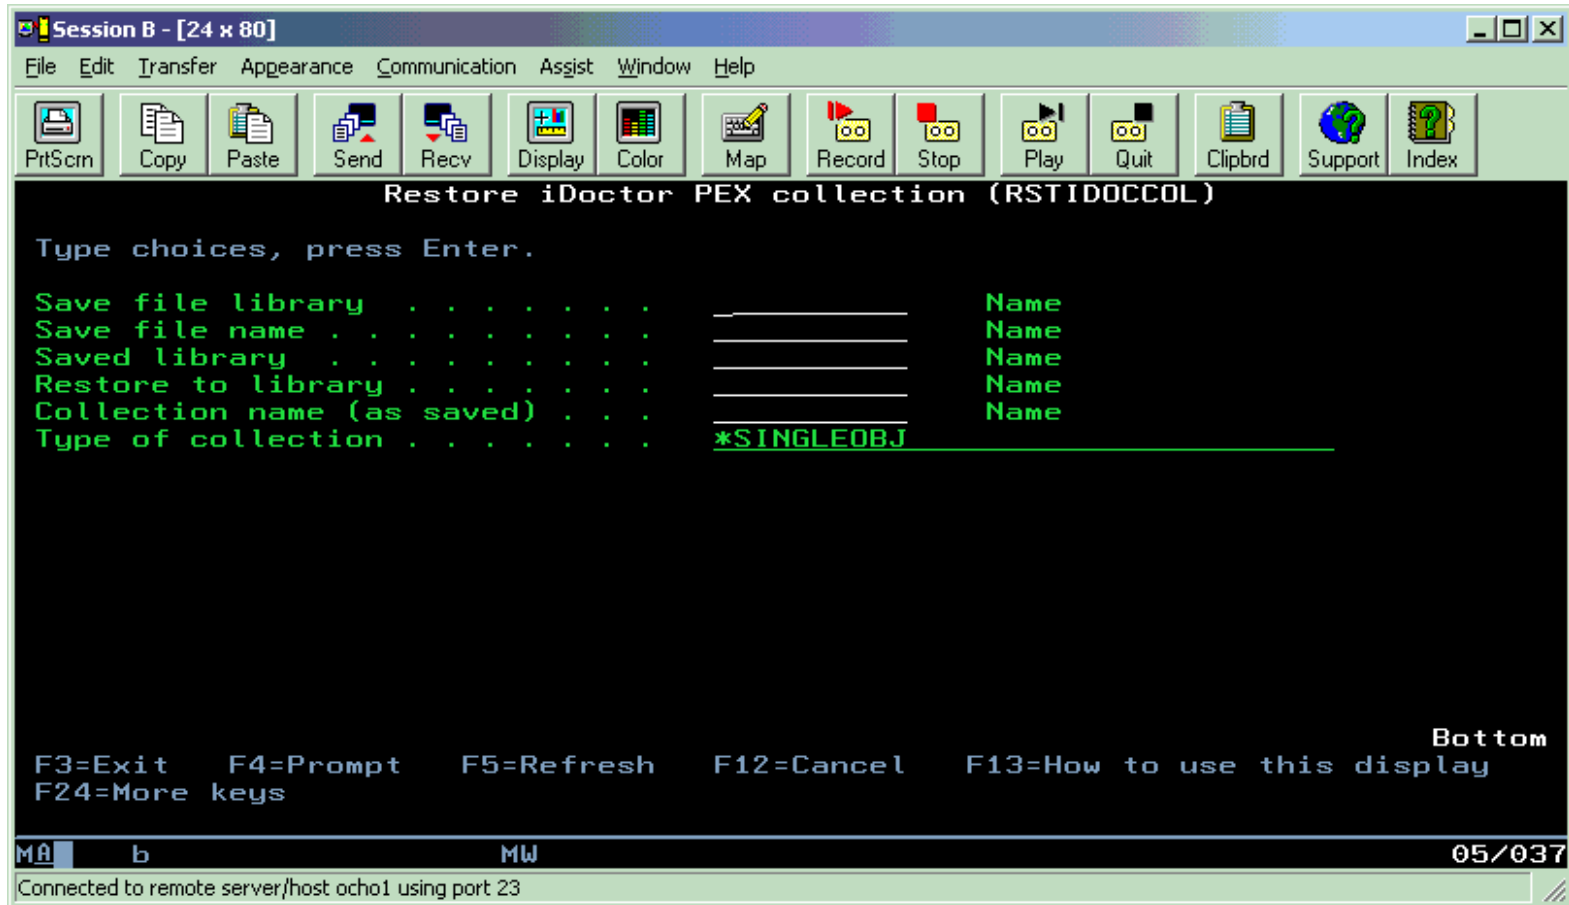 Session B - [24 x 80]
File Edit Transfer Appearance Communication Assist Window Help
PrtScrn Copy Paste Send Recv Display Color Map Record Stop Play Quit Clipbrd Support Index
Restore iDoctor PEX collection (RSTIDOCCOL)
Type choices, press Enter.
Save file library . . . . . . . _ Name
Save file name . . . . . . . . . Name
Saved library . . . . . . . . . Name
Restore to library . . . . . . . Name
Collection name (as saved) . . . Name
Type of collection . . . . . . . *SINGLEOBJ
Bottom
F3=Exit F4=Prompt F5=Refresh F12=Cancel F13=How to use this display
F24=More keys
MA b MW 05/037
Connected to remote server/host ocho1 using port 23